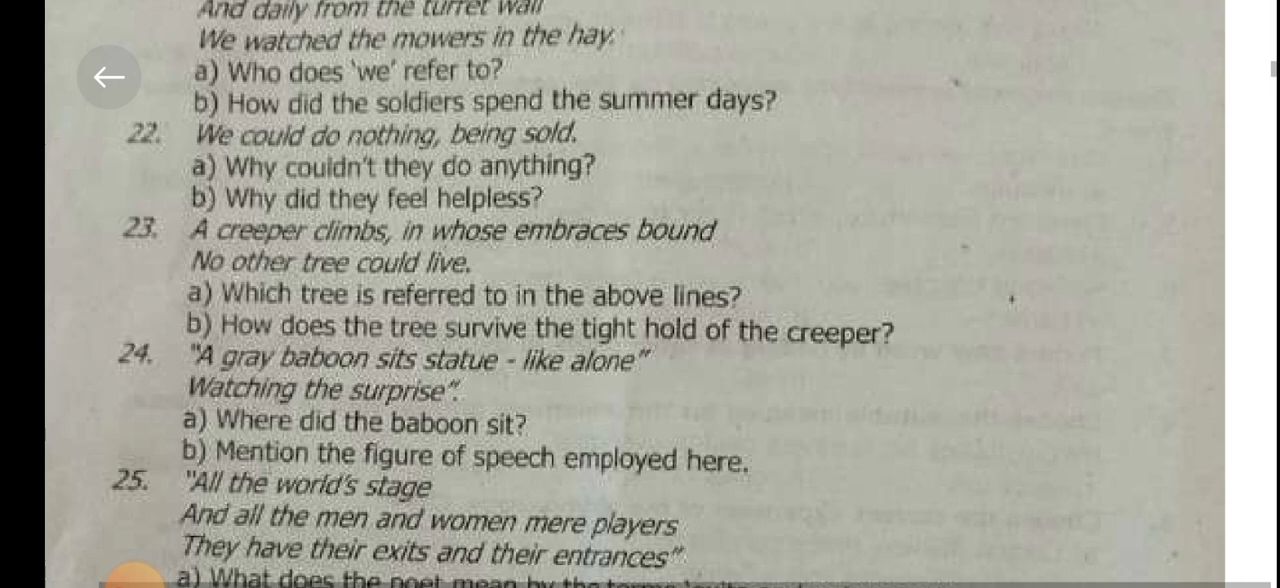 And daily from the turret wall
We watched the mowers in the hay.
a) Who does 'we' refer to?
b) How did the soldiers spend the summer days?
22. We could do nothing, being sold.
a) Why couldn't they do anything?
b) Why did they feel helpless?
23. A creeper climbs, in whose embraces bound
No other tree could live.
a) Which tree is referred to in the above lines?
b) How does the tree survive the tight hold of the creeper?
24. "A gray baboon sits statue - like alone"
Watching the surprise".
a) Where did the baboon sit?
b) Mention the figure of speech employed here.
25. "All the world's stage
And all the men and women mere players
They have their exits and their entrances"
a) What does the poet mean by the